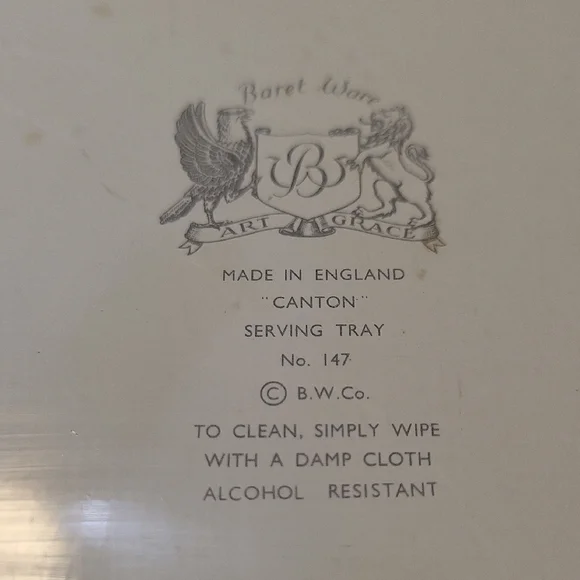 Baret Ware
B
ART GRACE
MADE IN ENGLAND
"CANTON"
SERVING TRAY
No. 147
© B.W.Co.
TO CLEAN, SIMPLY WIPE
WITH A DAMP CLOTH
ALCOHOL RESISTANT